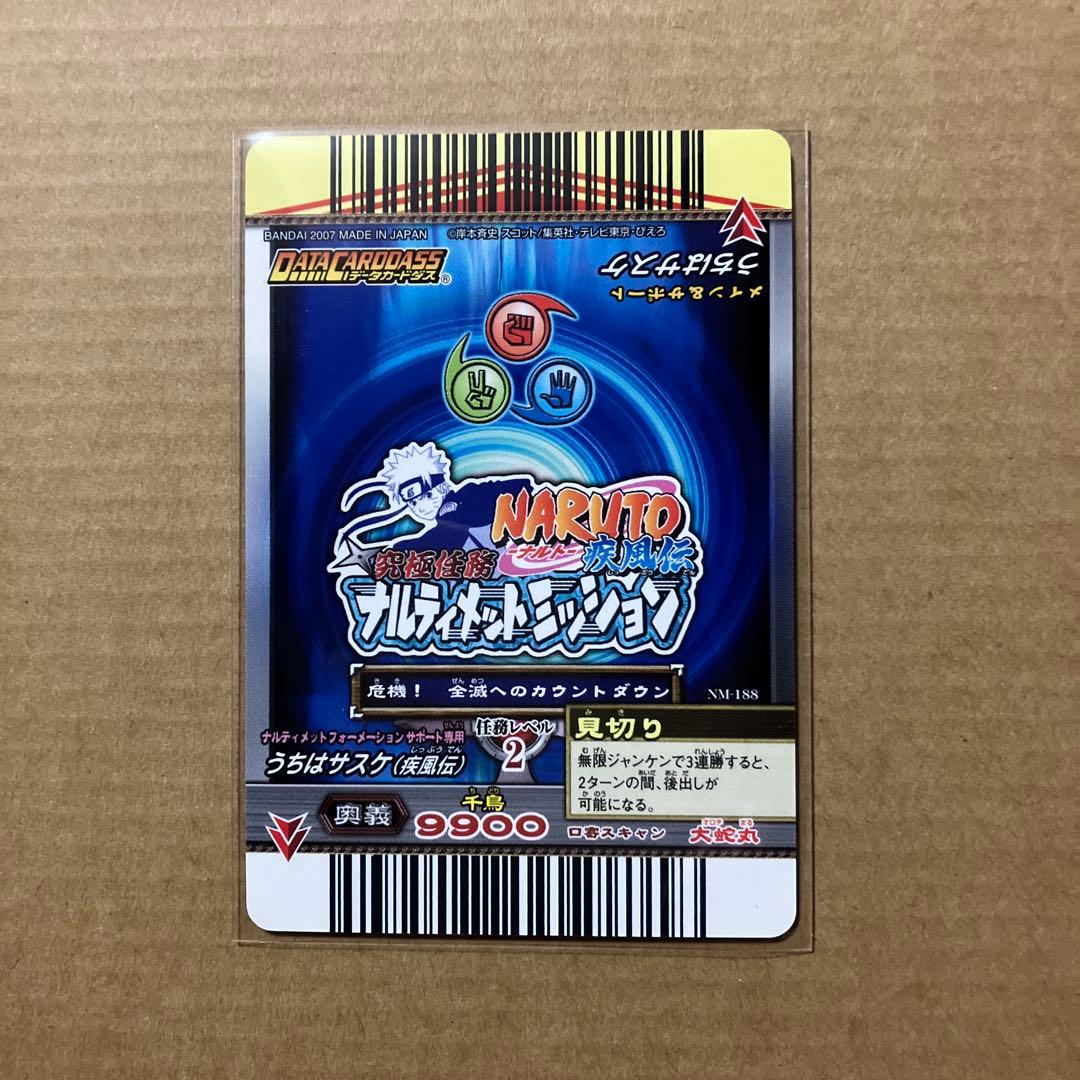 BANDAI 2007 MADE IN JAPAN ©岸本斉史 スコット/集英社・テレビ東京・ぴえろ
DATA CARDDASS
データカードダス®
うちはサスケ
メイン&サポート
NARUTO
-ナルト-
疾風伝
究極任務
ナルティメットミッション
危機! 全滅へのカウントダウン
NM-188
ナルティメットフォーメーション サポート専用
うちはサスケ(疾風伝)
任務レベル
2
見切り
無限ジャンケンで3連勝すると、
2ターンの間、後出しが
可能になる。
奥義
千鳥
9900
口寄スキャン
大蛇丸